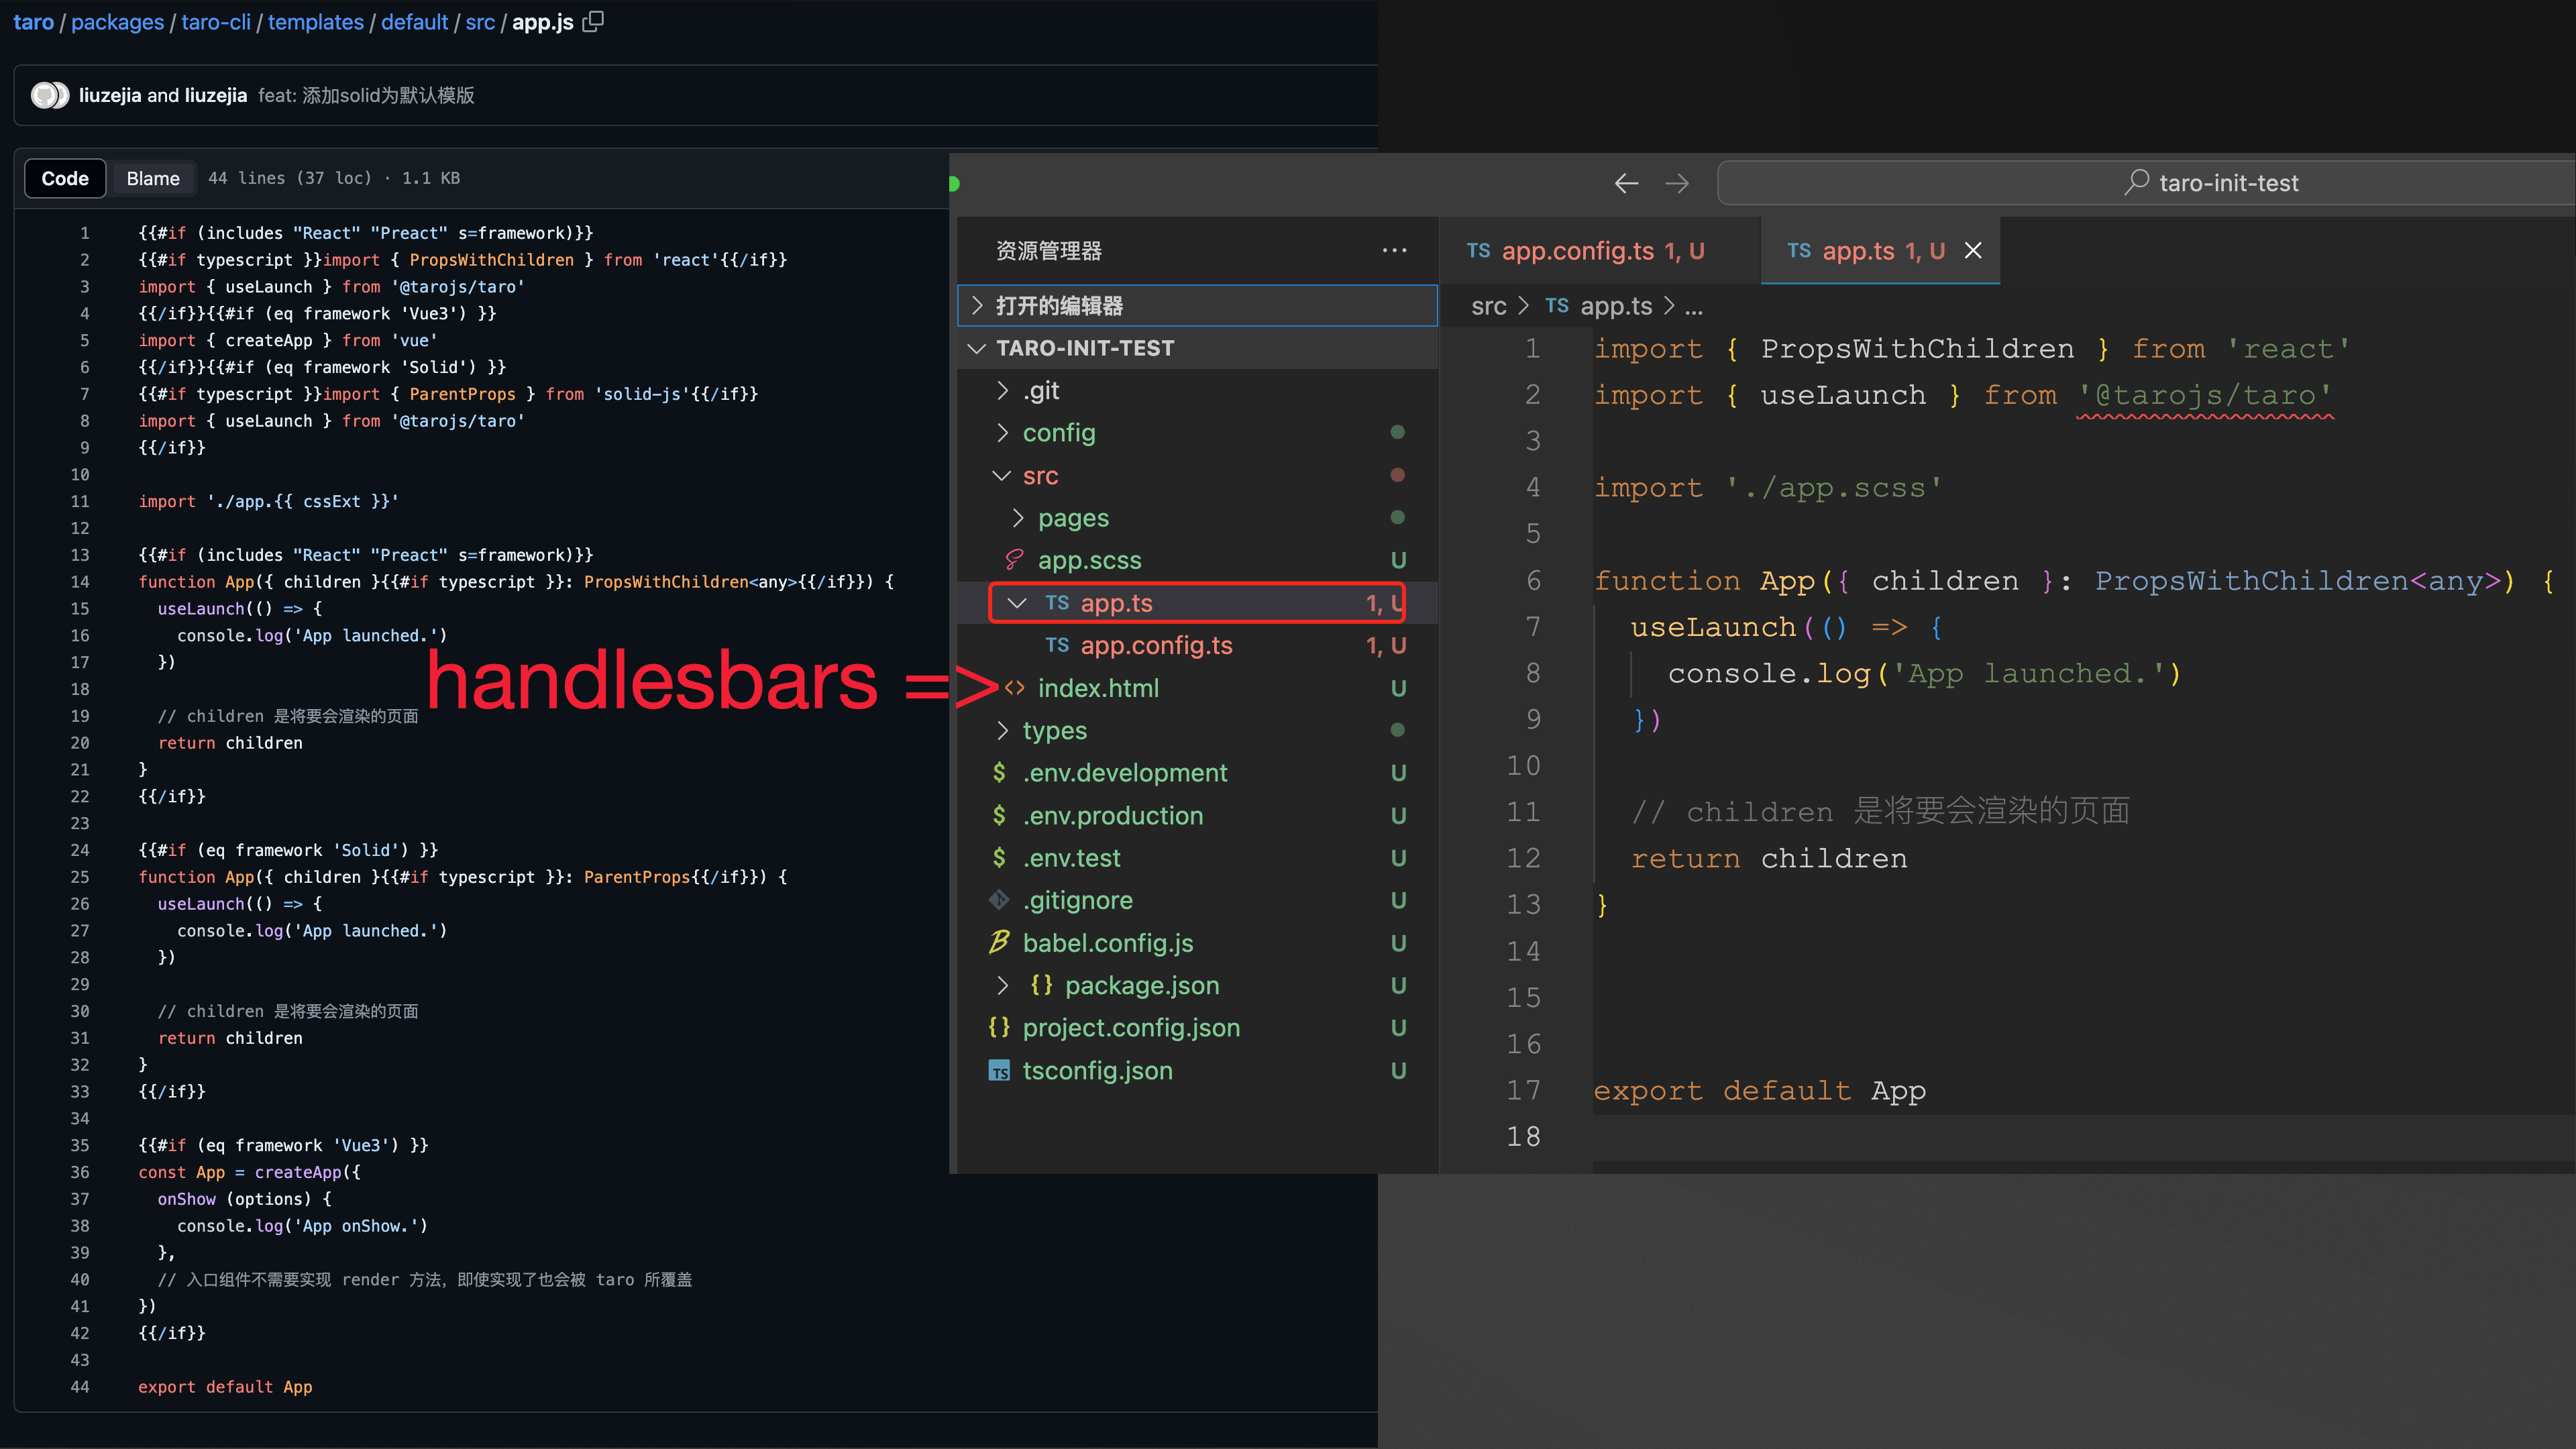 taro / packages / taro-cli / templates / default / src / app.js
liuzejia and liuzejia feat: 添加solid为默认模版
Code Blame 44 lines (37 loc) · 1.1 KB
1 {{#if (includes "React" "Preact" s=framework)}}
2 {{#if typescript }}import { PropsWithChildren } from 'react'{{/if}}
3 import { useLaunch } from '@tarojs/taro'
4 {{/if}}{{#if (eq framework 'Vue3') }}
5 import { createApp } from 'vue'
6 {{/if}}{{#if (eq framework 'Solid') }}
7 {{#if typescript }}import { ParentProps } from 'solid-js'{{/if}}
8 import { useLaunch } from '@tarojs/taro'
9 {{/if}}
10
11 import './app.{{ cssExt }}'
12
13 {{#if (includes "React" "Preact" s=framework)}}
14 function App({ children }{{#if typescript }}: PropsWithChildren<any>{{/if}}) {
15 useLaunch(() => {
16 console.log('App launched.')
17 })
18
19 // children 是将要会渲染的页面
20 return children
21 }
22 {{/if}}
23
24 {{#if (eq framework 'Solid') }}
25 function App({ children }{{#if typescript }}: ParentProps{{/if}}) {
26 useLaunch(() => {
27 console.log('App launched.')
28 })
29
30 // children 是将要会渲染的页面
31 return children
32 }
33 {{/if}}
34
35 {{#if (eq framework 'Vue3') }}
36 const App = createApp({
37 onShow (options) {
38 console.log('App onShow.')
39 },
40 // 入口组件不需要实现 render 方法，即使实现了也会被 taro 所覆盖
41 })
42 {{/if}}
43
44 export default App
handlesbars =>
taro-init-test
资源管理器 ···
打开的编辑器
TARO-INIT-TEST
.git
config
src
pages
app.scss U
TS app.ts 1, U
TS app.config.ts 1, U
<> index.html U
types
$ .env.development U
$ .env.production U
$ .env.test U
.gitignore U
babel.config.js U
{} package.json U
{} project.config.json U
TS tsconfig.json U
TS app.config.ts 1, U TS app.ts 1, U
src > TS app.ts > ...
1 import { PropsWithChildren } from 'react'
2 import { useLaunch } from '@tarojs/taro'
3
4 import './app.scss'
5
6 function App({ children }: PropsWithChildren<any>) {
7 useLaunch(() => {
8 console.log('App launched.')
9 })
10
11 // children 是将要会渲染的页面
12 return children
13 }
14
15
16
17 export default App
18